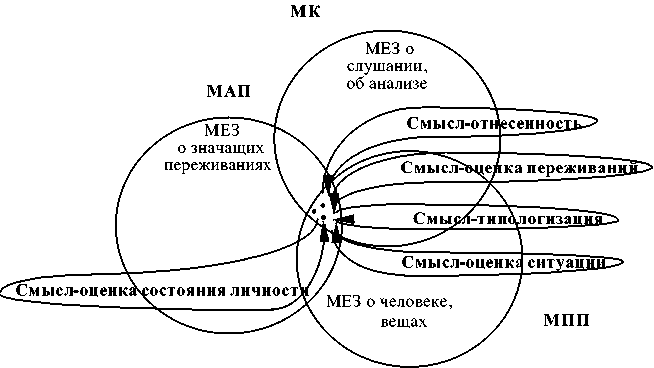 МК
МЕЗ о
слушании,
об анализе
МАП
МЕЗ
о значащих
переживаниях
Смысл-отнесенность
Смысл-оценка переживаний
Смысл-типологизация
Смысл-оценка ситуации
Смысл-оценка состояния личности
МЕЗ о человеке,
вещах
МПП